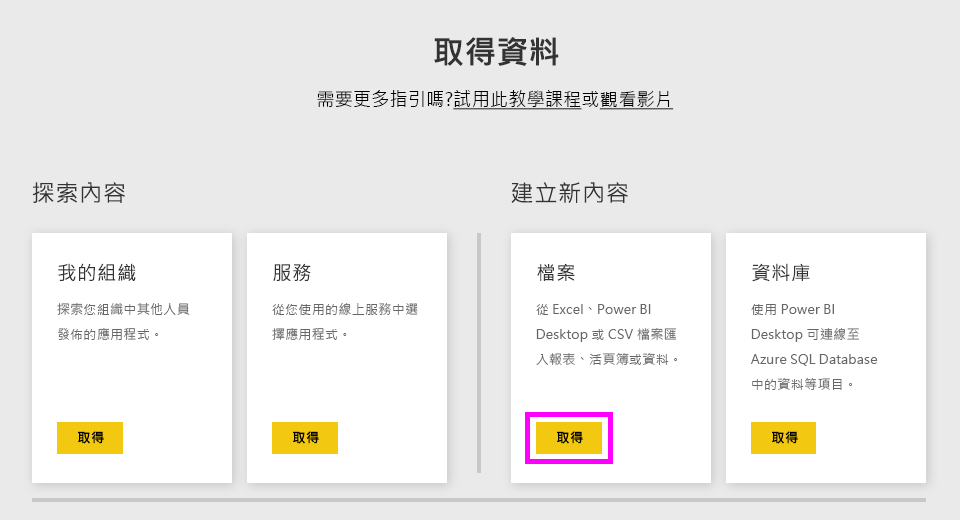 取得資料
需要更多指引嗎?試用此教學課程或觀看影片
探索內容
我的組織
探索您組織中其他人員
發佈的應用程式。
取得
服務
從您使用的線上服務中選
擇應用程式。
取得
建立新內容
檔案
從 Excel、Power BI
Desktop 或 CSV 檔案匯
入報表、活頁簿或資料。
取得
資料庫
使用 Power BI
Desktop 可連線至
Azure SQL Database
中的資料等項目。
取得